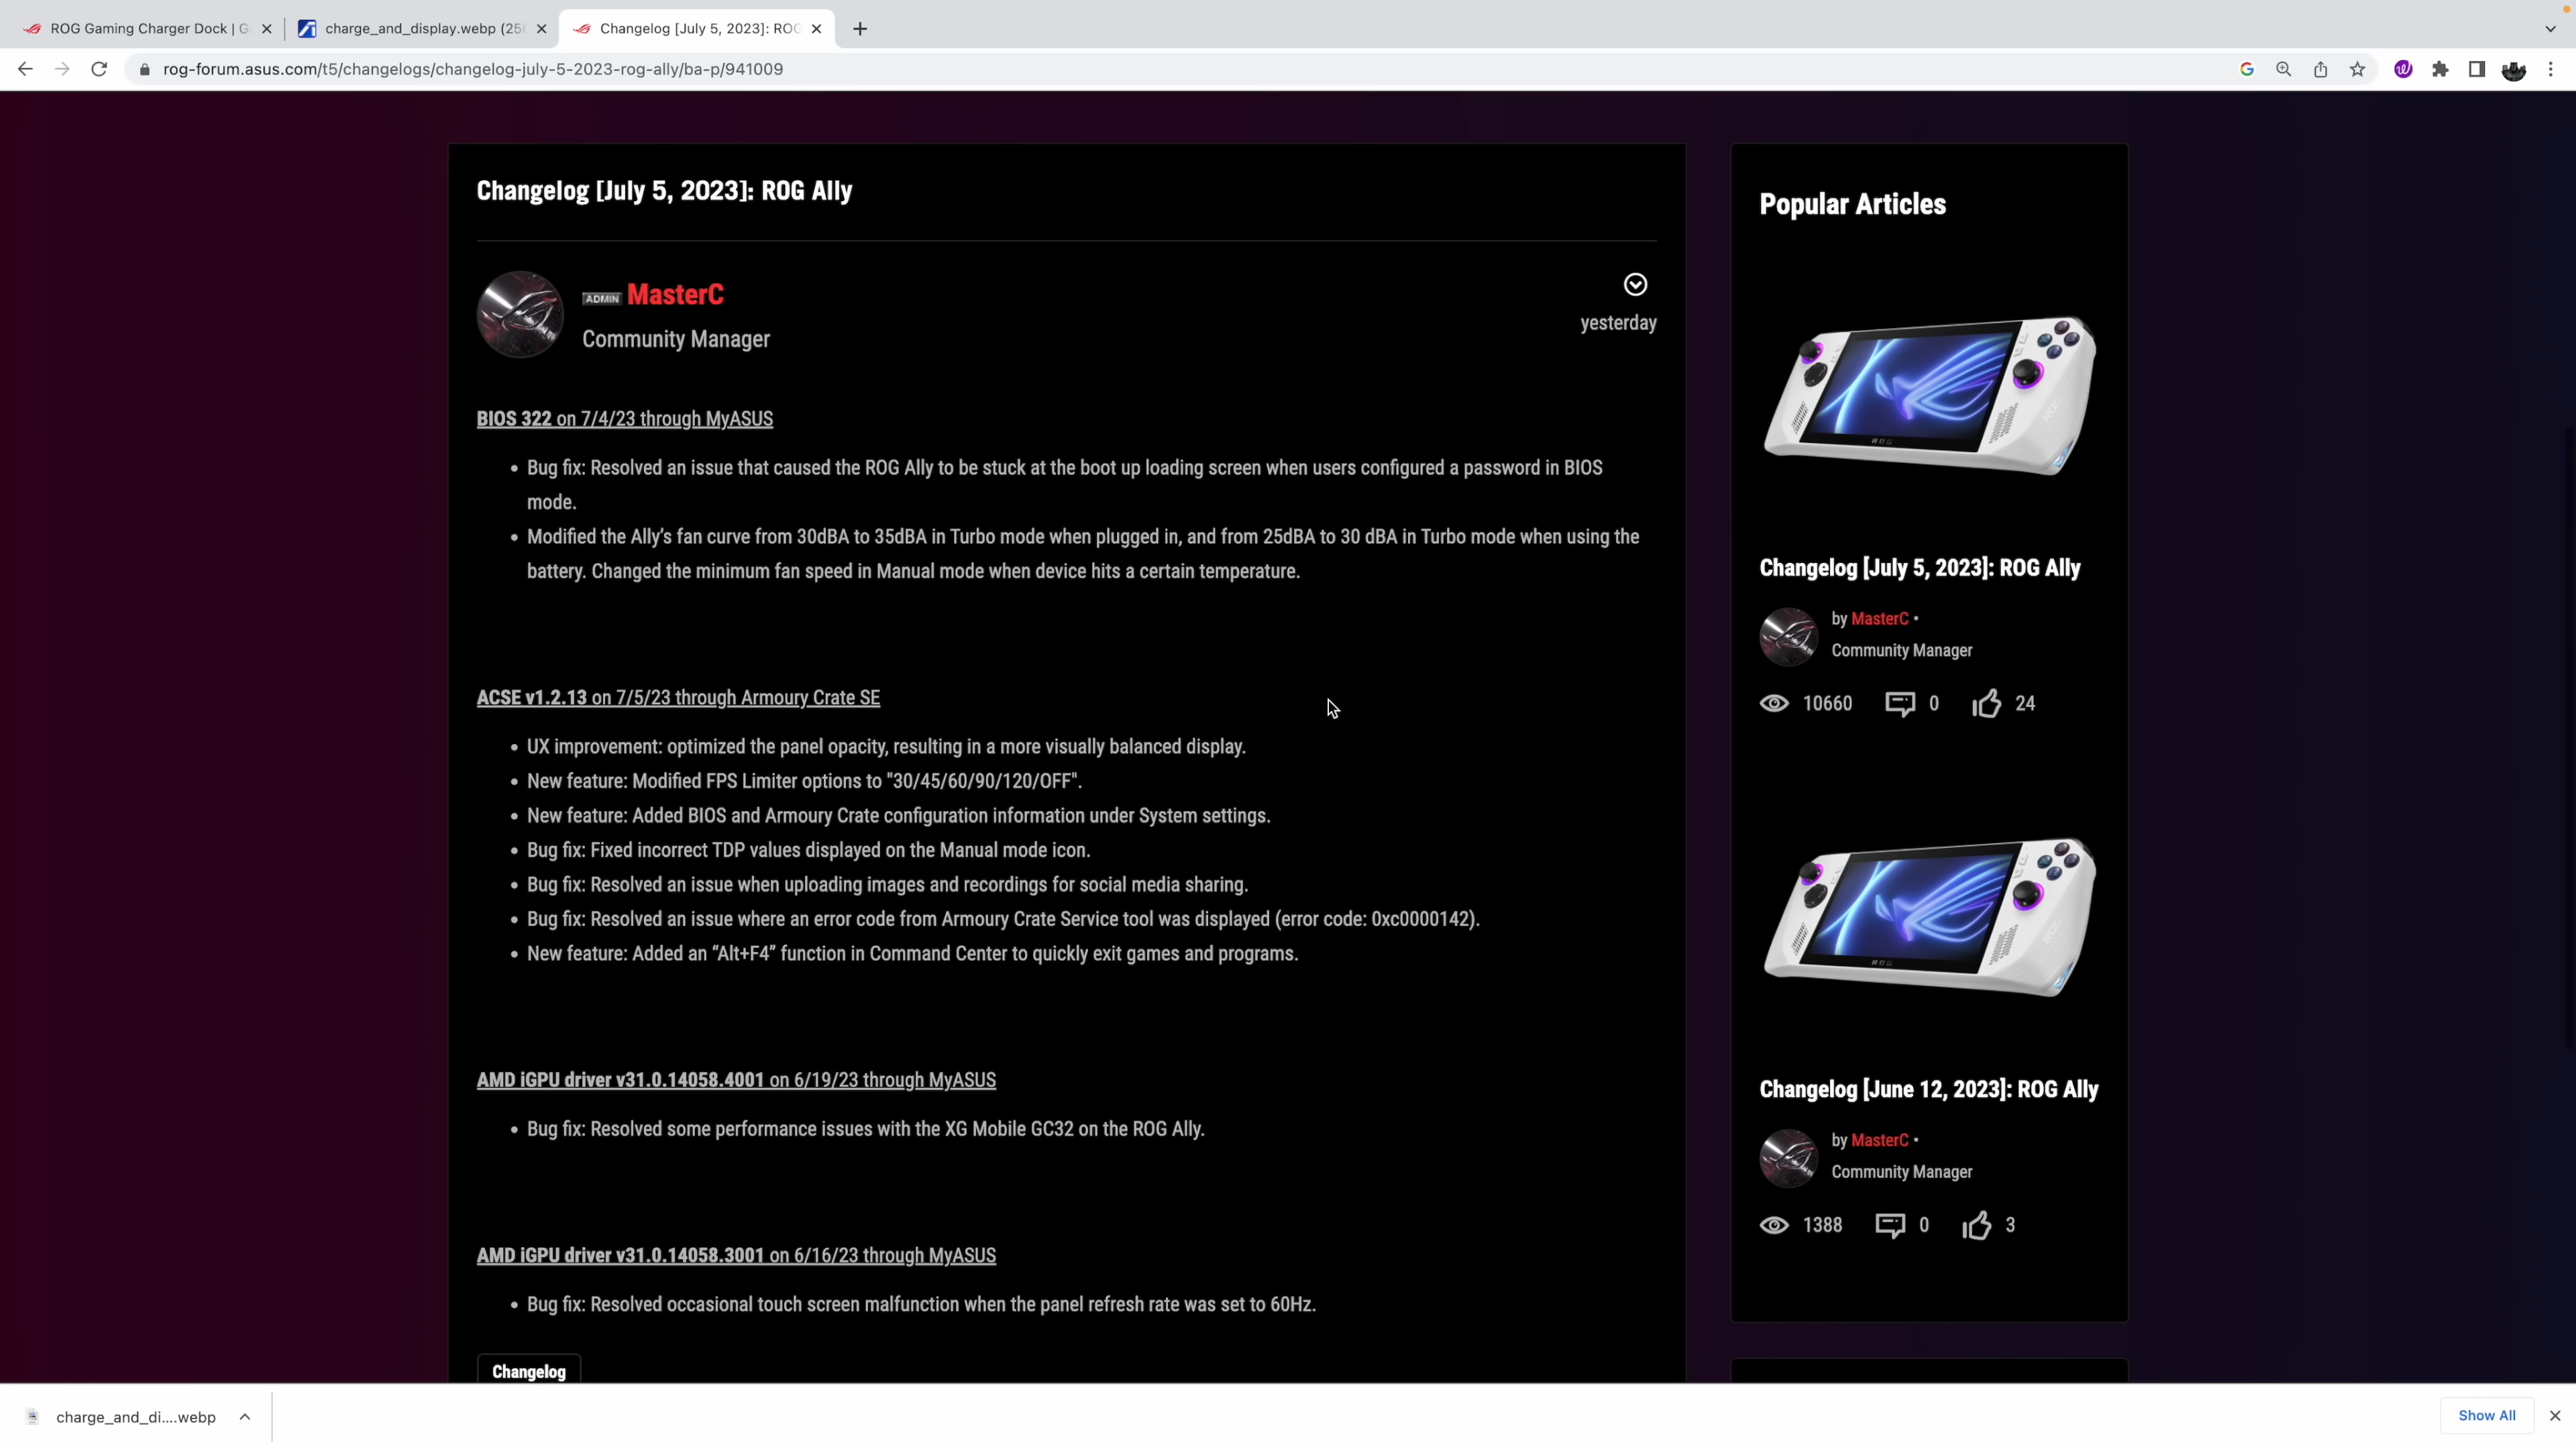 ROG Gaming Charger Dock | G
charge_and_display.webp (256
Changelog [July 5, 2023]: ROG
rog-forum.asus.com/t5/changelogs/changelog-july-5-2023-rog-ally/ba-p/941009
Changelog [July 5, 2023]: ROG Ally
ADMIN MasterC
Community Manager
yesterday
BIOS 322 on 7/4/23 through MyASUS
• Bug fix: Resolved an issue that caused the ROG Ally to be stuck at the boot up loading screen when users configured a password in BIOS
mode.
• Modified the Ally's fan curve from 30dBA to 35dBA in Turbo mode when plugged in, and from 25dBA to 30 dBA in Turbo mode when using the
battery. Changed the minimum fan speed in Manual mode when device hits a certain temperature.
ACSE v1.2.13 on 7/5/23 through Armoury Crate SE
• UX improvement: optimized the panel opacity, resulting in a more visually balanced display.
• New feature: Modified FPS Limiter options to "30/45/60/90/120/OFF".
• New feature: Added BIOS and Armoury Crate configuration information under System settings.
• Bug fix: Fixed incorrect TDP values displayed on the Manual mode icon.
• Bug fix: Resolved an issue when uploading images and recordings for social media sharing.
• Bug fix: Resolved an issue where an error code from Armoury Crate Service tool was displayed (error code: 0xc0000142).
• New feature: Added an “Alt+F4” function in Command Center to quickly exit games and programs.
AMD iGPU driver v31.0.14058.4001 on 6/19/23 through MyASUS
• Bug fix: Resolved some performance issues with the XG Mobile GC32 on the ROG Ally.
AMD iGPU driver v31.0.14058.3001 on 6/16/23 through MyASUS
• Bug fix: Resolved occasional touch screen malfunction when the panel refresh rate was set to 60Hz.
Changelog
Popular Articles
Changelog [July 5, 2023]: ROG Ally
by MasterC •
Community Manager
10660 0 24
Changelog [June 12, 2023]: ROG Ally
by MasterC •
Community Manager
1388 0 3
charge_and_di....webp
Show All